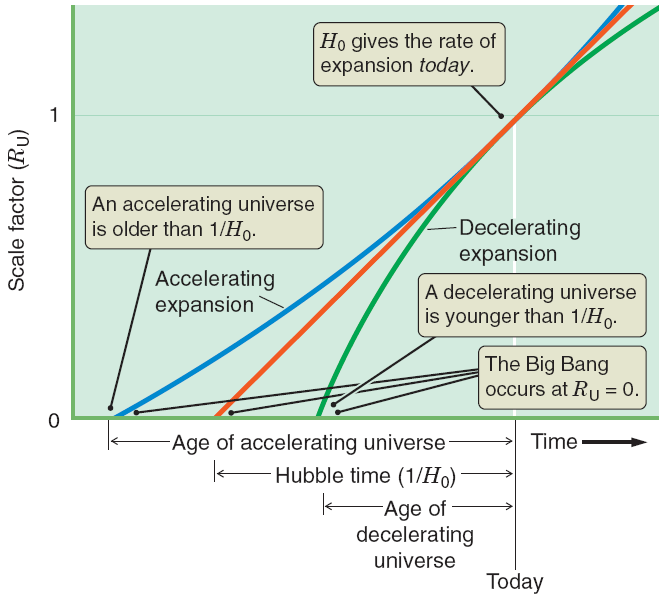 H₀ gives the rate of
expansion today.
1
Scale factor (R_U)
An accelerating universe
is older than 1/H₀.
Decelerating
expansion
Accelerating
expansion
A decelerating universe
is younger than 1/H₀.
The Big Bang
occurs at R_U = 0.
0
Age of accelerating universe
Time
Hubble time (1/H₀)
Age of
decelerating
universe
Today